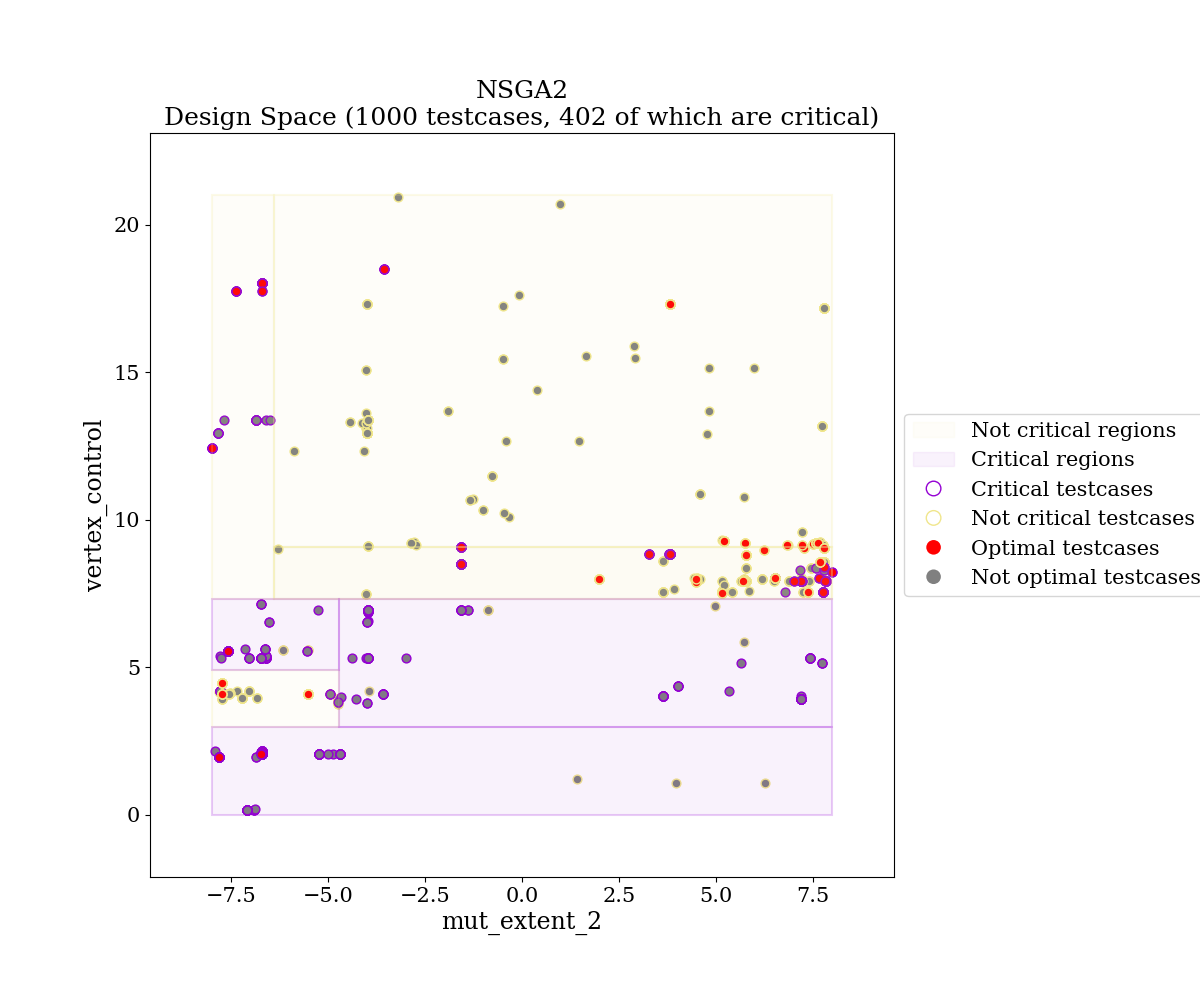 NSGA2
Design Space (1000 testcases, 402 of which are critical)
vertex_control
20
15
10
5
0
−7.5
−5.0
−2.5
0.0
2.5
5.0
7.5
mut_extent_2
Not critical regions
Critical regions
Critical testcases
Not critical testcases
Optimal testcases
Not optimal testcases